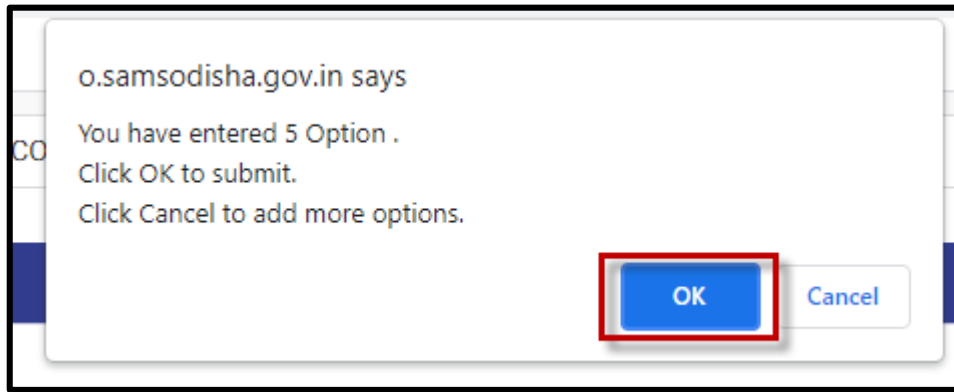 o.samsodisha.gov.in says
You have entered 5 Option .
CO
Click OK to submit.
Click Cancel to add more options.
OK Cancel